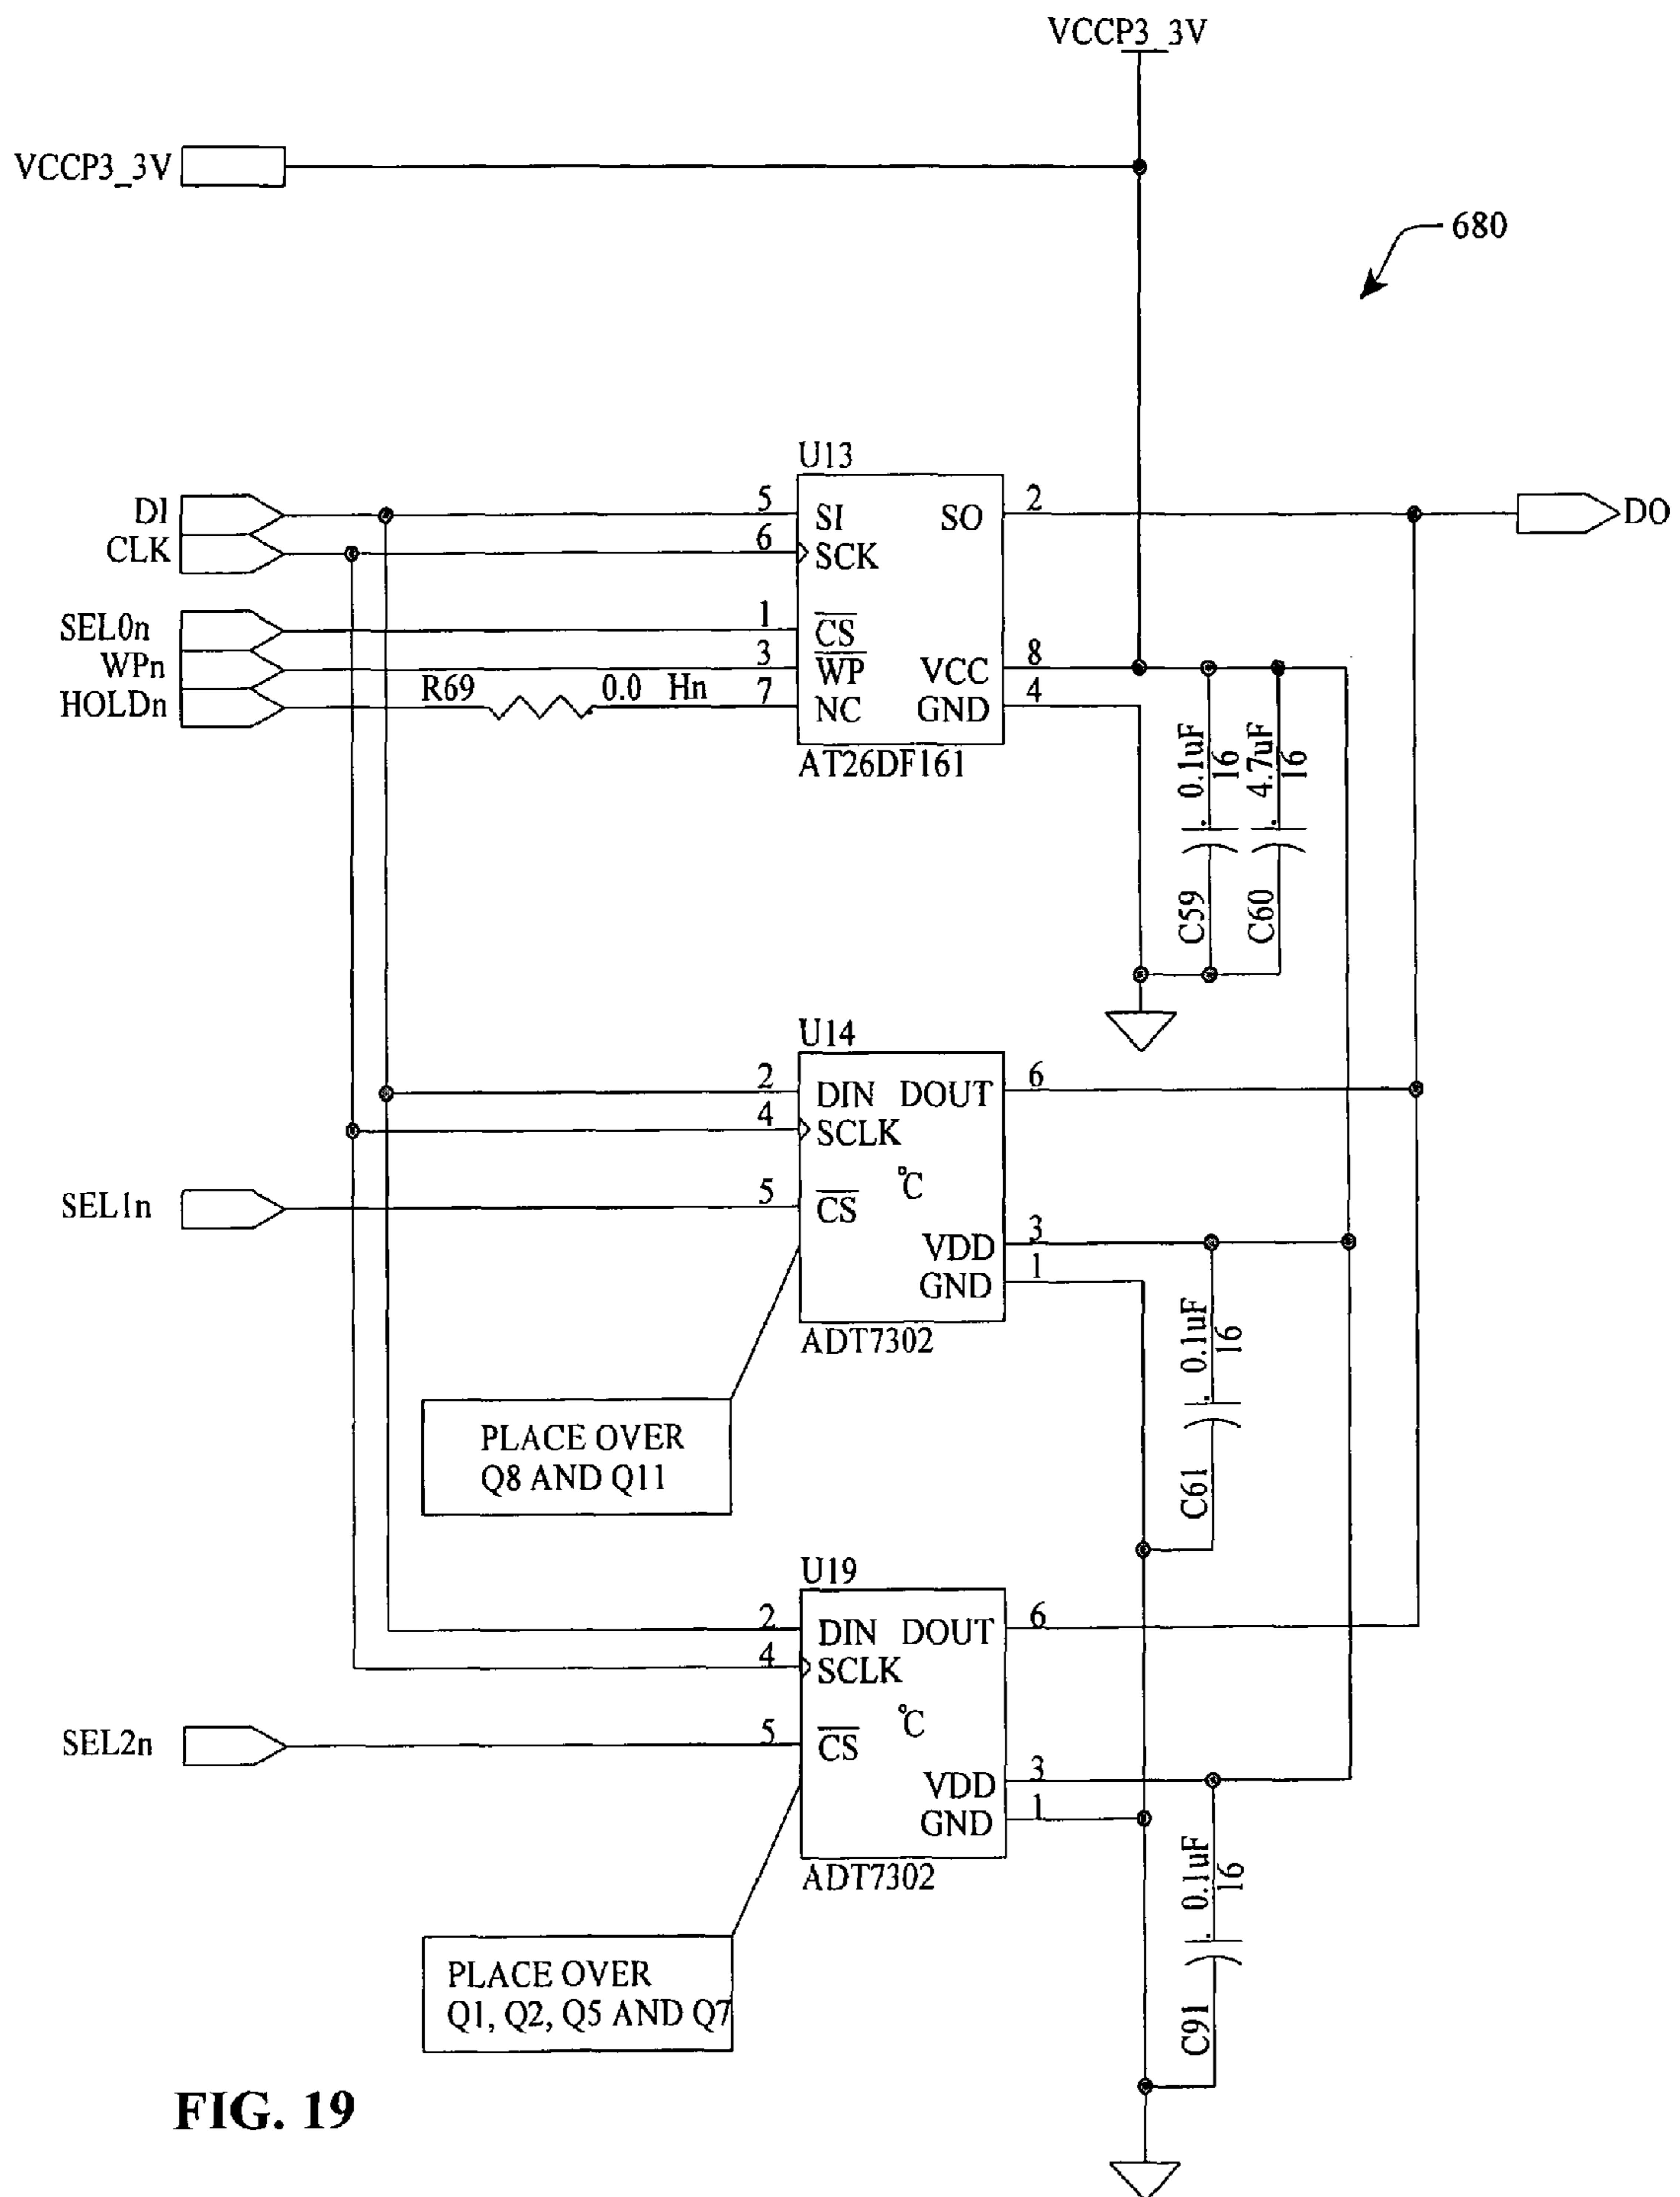 VCCP3_3V
VCCP3_3V
680
U13
DI
5
SI
SO
2
DO
CLK
6
SCK
SEL0n
1
CS
WPn
3
WP
VCC
8
HOLDn
R69
0.0 Hn
7
NC
GND
4
AT26DF161
0.1uF
16
4.7uF
16
C59
C60
U14
2
DIN
DOUT
6
4
SCLK
°C
SEL1n
5
CS
VDD
3
GND
1
ADT7302
0.1uF
16
C61
PLACE OVER
Q8 AND Q11
U19
2
DIN
DOUT
6
4
SCLK
°C
SEL2n
5
CS
VDD
3
GND
1
ADT7302
0.1uF
16
C91
PLACE OVER
Q1, Q2, Q5 AND Q7
FIG. 19